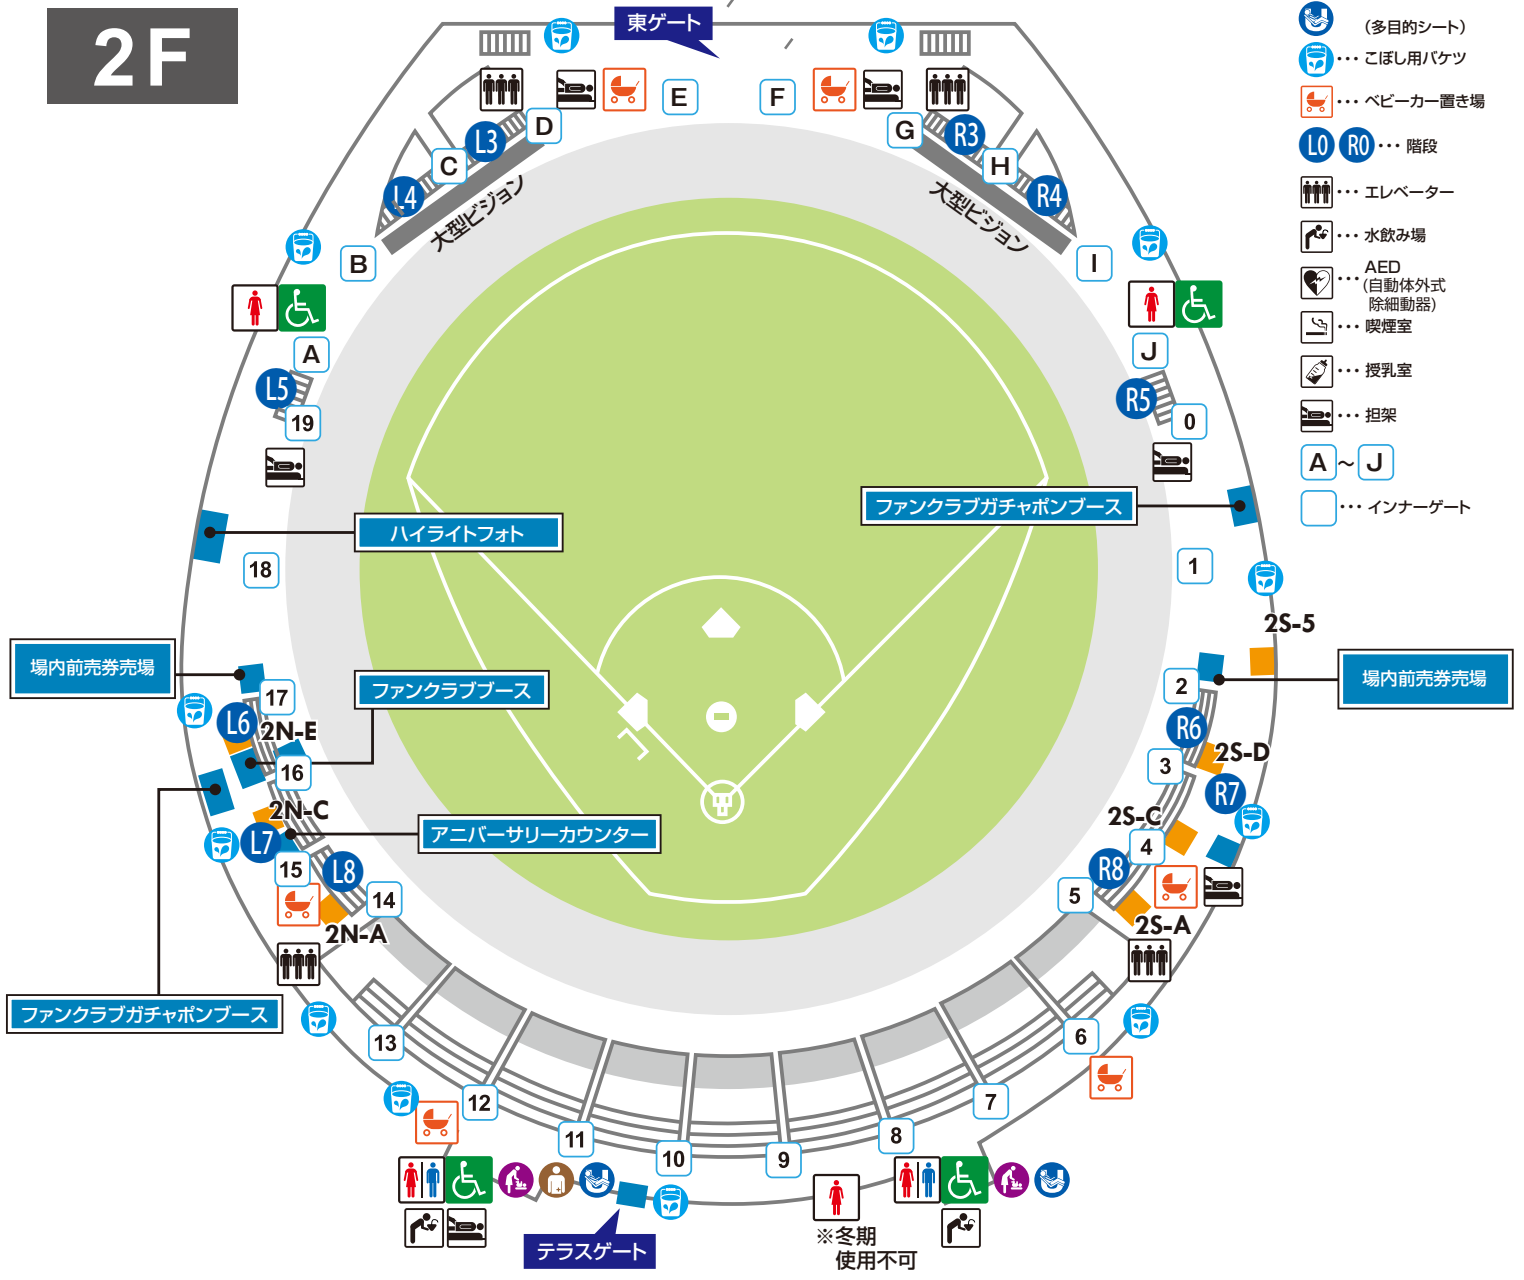 2F
東ゲート
(多目的シート)
…こぼし用バケツ
…ベビーカー置き場
L0 R0 …階段
…エレベーター
…水飲み場
…AED
(自動体外式
除細動器)
…喫煙室
…授乳室
…担架
A～J
…インナーゲート
E
F
D
G
L3
R3
C
H
L4
R4
大型ビジョン
大型ビジョン
B
I
A
J
L5
R5
19
0
ファンクラブガチャポンブース
ハイライトフォト
18
1
2S-5
場内前売券売場
場内前売券売場
17
2
ファンクラブブース
L6
2N-E
R6
2S-D
16
3
R7
2N-C
2S-C
アニバーサリーカウンター
L7
4
15
L8
R8
14
5
2N-A
2S-A
ファンクラブガチャポンブース
13
6
12
7
11
8
10
9
テラスゲート
※冬期
使用不可